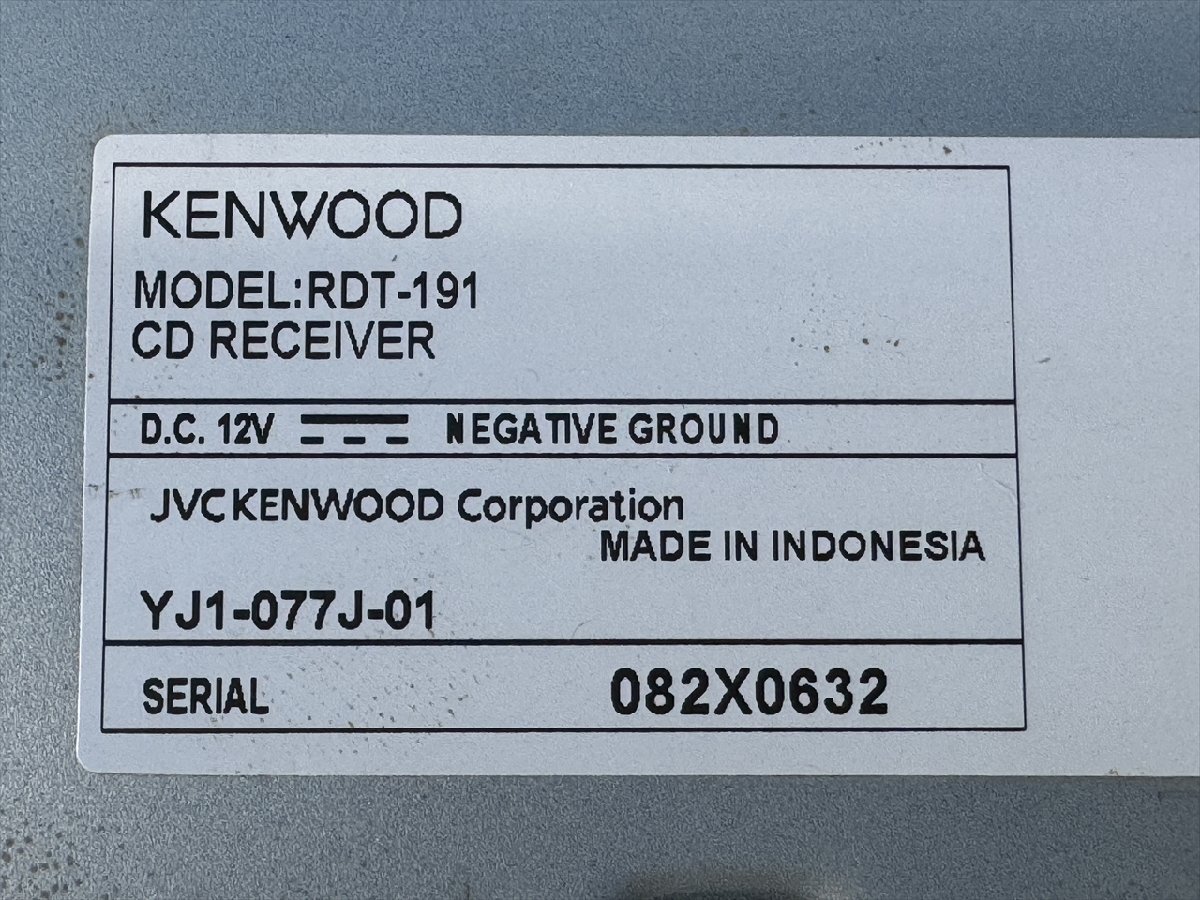 KENWOOD
MODEL:RDT-191
CD RECEIVER
D.C. 12V NEGATIVE GROUND
JVCKENWOOD Corporation
MADE IN INDONESIA
YJ1-077J-01
SERIAL 082X0632